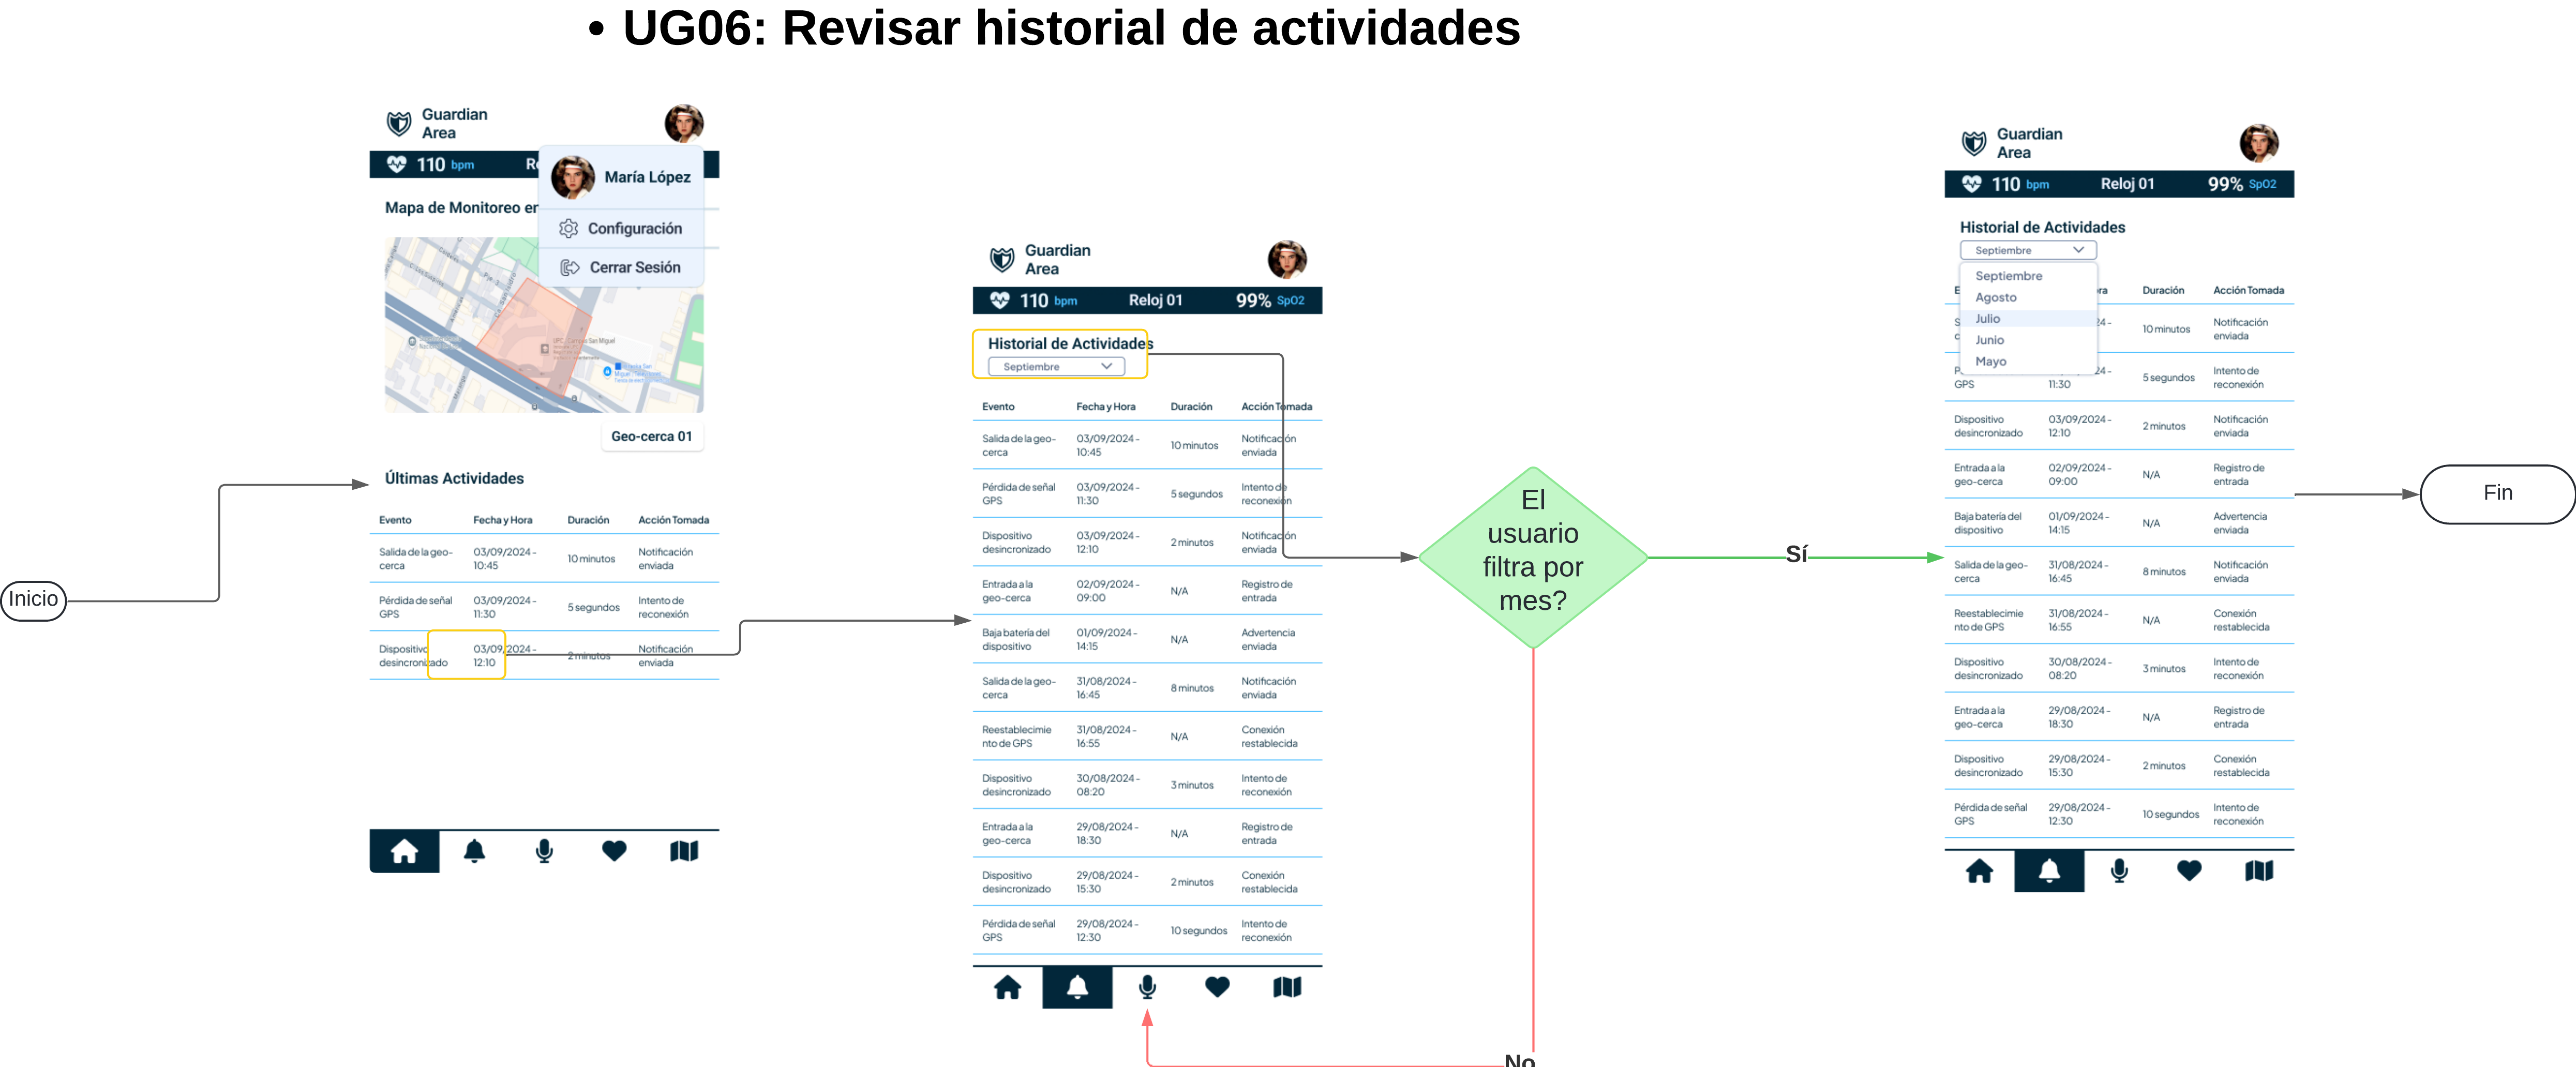 • UG06: Revisar historial de actividades
Inicio
Guardian
Area
110 bpm
María López
Configuración
Cerrar Sesión
Mapa de Monitoreo
Geo-cerca 01
Últimas Actividades
Evento Fecha y Hora Duración Acción Tomada
Salida de la geo- 03/09/2024 - 10 minutos Notificación
cerca 10:45 enviada
Pérdida de señal 03/09/2024 - 5 segundos Intento de
GPS 11:30 reconexión
Dispositivo 03/09/2024 - 2 minutos Notificación
desincronizado 12:10 enviada
Guardian
Area
110 bpm Reloj 01 99% SpO2
Historial de Actividades
Septiembre
Evento Fecha y Hora Duración Acción Tomada
Salida de la geo- 03/09/2024 - 10 minutos Notificación
cerca 10:45 enviada
Pérdida de señal 03/09/2024 - 5 segundos Intento de
GPS 11:30 reconexión
Dispositivo 03/09/2024 - 2 minutos Notificación
desincronizado 12:10 enviada
Entrada a la 02/09/2024 - N/A Registro de
geo-cerca 09:00 entrada
Baja batería del 01/09/2024 - N/A Advertencia
dispositivo 14:15 enviada
Salida de la geo- 31/08/2024 - 8 minutos Notificación
cerca 16:45 enviada
Reestablecimie 31/08/2024 - N/A Conexión
nto de GPS 16:55 restablecida
Dispositivo 30/08/2024 - 3 minutos Intento de
desincronizado 08:20 reconexión
Entrada a la 29/08/2024 - N/A Registro de
geo-cerca 18:30 entrada
Dispositivo 29/08/2024 - 2 minutos Conexión
desincronizado 15:30 restablecida
Pérdida de señal 29/08/2024 - 10 segundos Intento de
GPS 12:30 reconexión
El
usuario
filtra por
mes?
Sí
No
Guardian
Area
110 bpm Reloj 01 99% SpO2
Historial de Actividades
Septiembre
Septiembre
Agosto
Julio
Junio
Mayo
Duración Acción Tomada
10 minutos Notificación
enviada
5 segundos Intento de
GPS 11:30 reconexión
Dispositivo 03/09/2024 - 2 minutos Notificación
desincronizado 12:10 enviada
Entrada a la 02/09/2024 - N/A Registro de
geo-cerca 09:00 entrada
Baja batería del 01/09/2024 - N/A Advertencia
dispositivo 14:15 enviada
Salida de la geo- 31/08/2024 - 8 minutos Notificación
cerca 16:45 enviada
Reestablecimie 31/08/2024 - N/A Conexión
nto de GPS 16:55 restablecida
Dispositivo 30/08/2024 - 3 minutos Intento de
desincronizado 08:20 reconexión
Entrada a la 29/08/2024 - N/A Registro de
geo-cerca 18:30 entrada
Dispositivo 29/08/2024 - 2 minutos Conexión
desincronizado 15:30 restablecida
Pérdida de señal 29/08/2024 - 10 segundos Intento de
GPS 12:30 reconexión
Fin